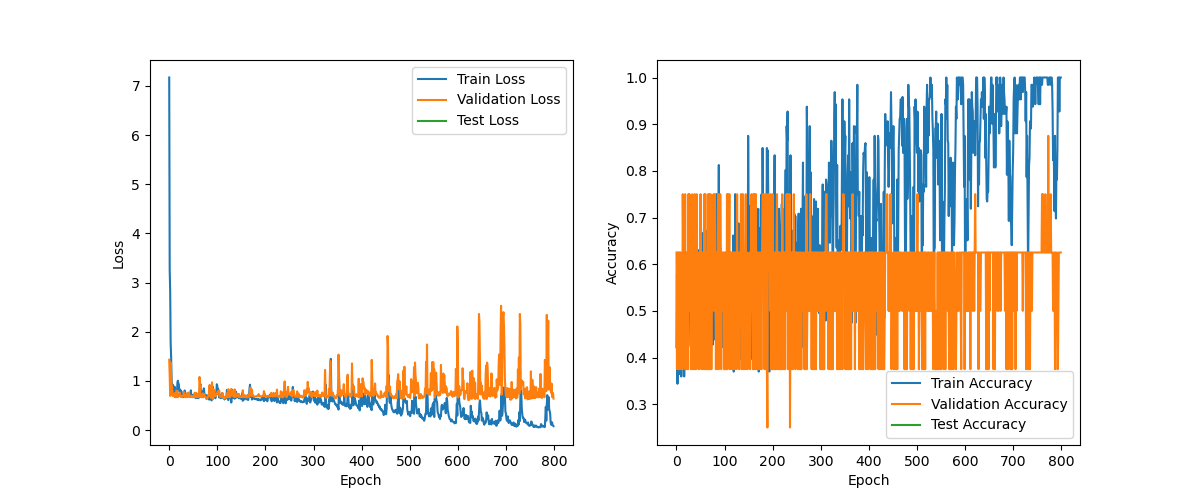 Train Loss
Validation Loss
Test Loss
7
6
5
4
3
2
1
0
Loss
0 100 200 300 400 500 600 700 800
Epoch
1.0
0.9
0.8
0.7
0.6
0.5
0.4
0.3
Accuracy
Train Accuracy
Validation Accuracy
Test Accuracy
0 100 200 300 400 500 600 700 800
Epoch